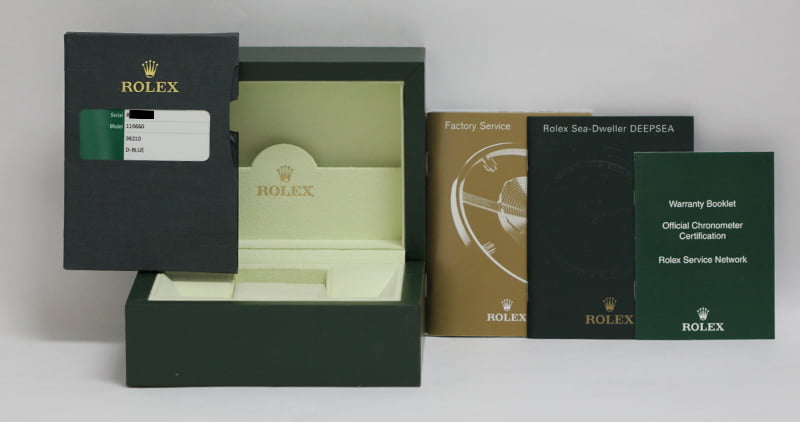 ROLEX
Serial
Model 116660
98210
D-BLUE
ROLEX
Factory Service
ROLEX
Rolex Sea-Dweller DEEPSEA
ROLEX
Warranty Booklet
Official Chronometer
Certification
Rolex Service Network
ROLEX